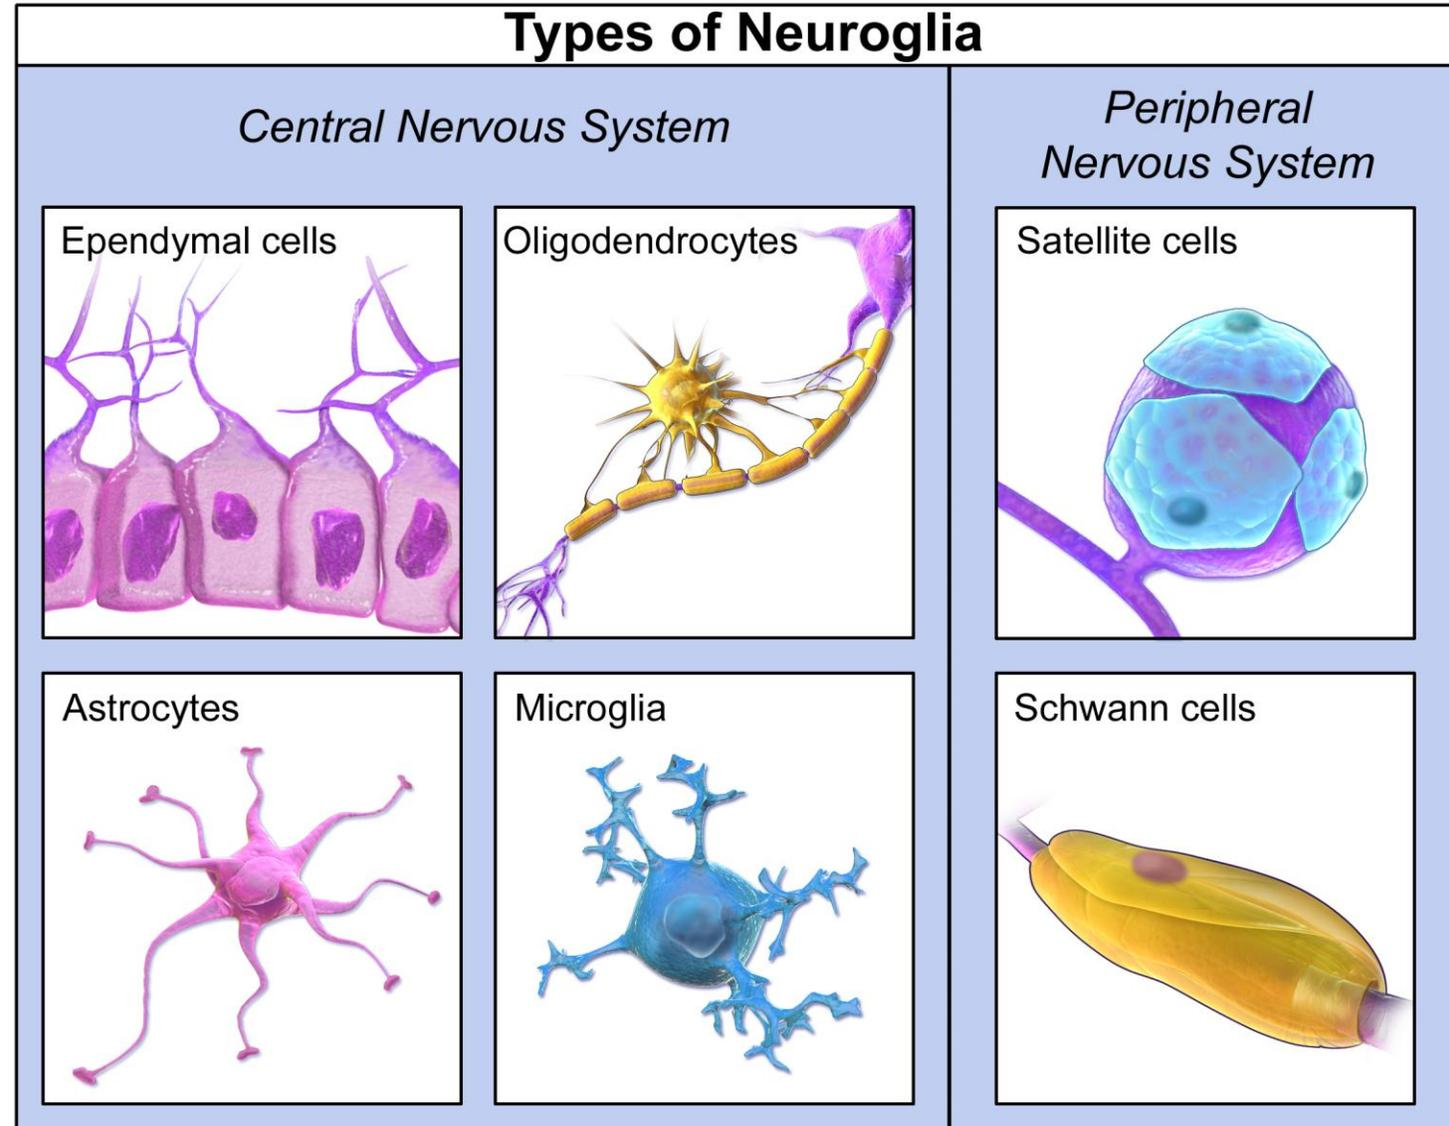 Types of Neuroglia
Central Nervous System
Peripheral
Nervous System
Ependymal cells
Oligodendrocytes
Satellite cells
Astrocytes
Microglia
Schwann cells